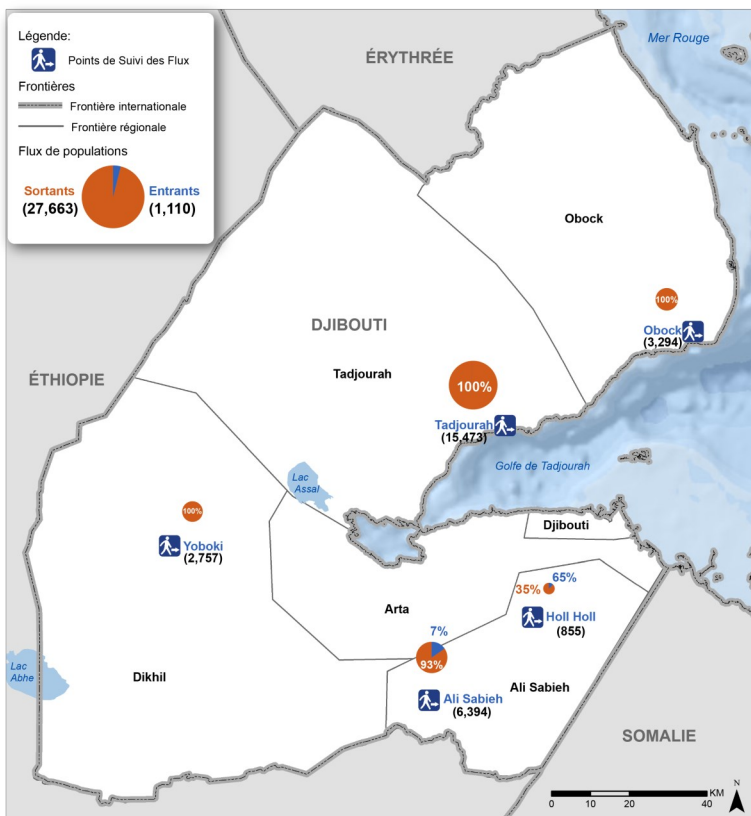 Légende:
Points de Suivi des Flux
Frontières
Frontière internationale
Frontière régionale
Flux de populations
Sortants
(27,663)
Entrants
(1,110)
Mer Rouge
ÉRYTHRÉE
Obock
100%
Obock
(3,294)
DJIBOUTI
Tadjourah
ÉTHIOPIE
100%
Tadjourah
(15,473)
Golfe de Tadjourah
Lac
Assal
100%
Yoboki
(2,757)
Djibouti
65%
35%
Holl Holl
(855)
Arta
7%
93%
Ali Sabieh
(6,394)
Ali Sabieh
Lac
Abhe
Dikhil
SOMALIE
N
KM
0 10 20 40